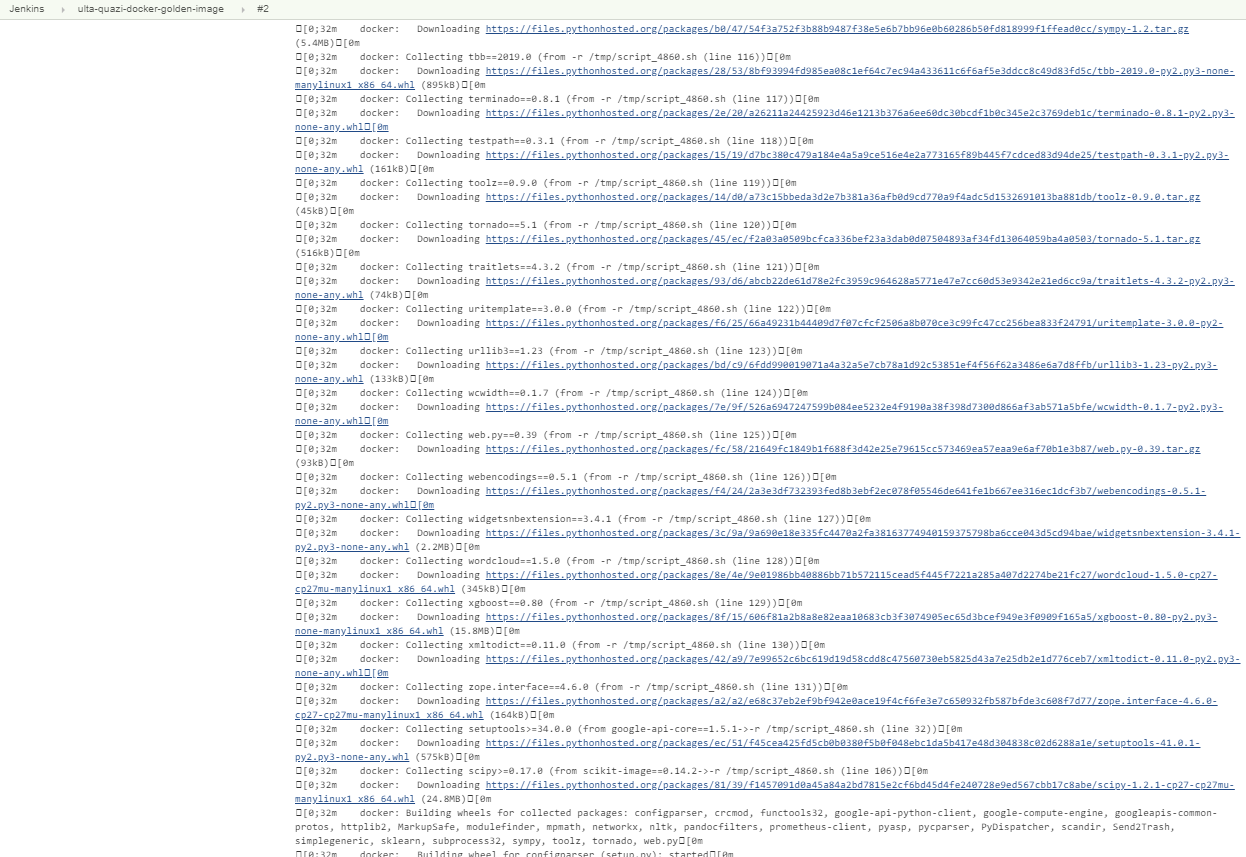 Jenkins › ulta-quazi-docker-golden-image › #2
□[0;32m    docker:   Downloading https://files.pythonhosted.org/packages/b0/47/54f3a752f3b88b9487f38e5e6b7bb96e0b60286b50fd818999f1ffead0cc/sympy-1.2.tar.gz
(5.4MB)□[0m
□[0;32m    docker: Collecting tbb==2019.0 (from -r /tmp/script_4860.sh (line 116))□[0m
□[0;32m    docker:   Downloading https://files.pythonhosted.org/packages/28/53/8bf93994fd985ea08c1ef64c7ec94a433611c6f6af5e3ddcc8c49d83fd5c/tbb-2019.0-py2.py3-none-
manylinux1_x86_64.whl (895kB)□[0m
□[0;32m    docker: Collecting terminado==0.8.1 (from -r /tmp/script_4860.sh (line 117))□[0m
□[0;32m    docker:   Downloading https://files.pythonhosted.org/packages/2e/20/a26211a24425923d46e1213b376a6ee60dc30bcdf1b0c345e2c3769deb1c/terminado-0.8.1-py2.py3-
none-any.whl□[0m
□[0;32m    docker: Collecting testpath==0.3.1 (from -r /tmp/script_4860.sh (line 118))□[0m
□[0;32m    docker:   Downloading https://files.pythonhosted.org/packages/15/19/d7bc380c479a184e4a5a9ce516e4e2a773165f89b445f7cdced83d94de25/testpath-0.3.1-py2.py3-
none-any.whl (161kB)□[0m
□[0;32m    docker: Collecting toolz==0.9.0 (from -r /tmp/script_4860.sh (line 119))□[0m
□[0;32m    docker:   Downloading https://files.pythonhosted.org/packages/14/d0/a73c15bbeda3d2e7b381a36afb0d9cd770a9f4adc5d1532691013ba881db/toolz-0.9.0.tar.gz
(45kB)□[0m
□[0;32m    docker: Collecting tornado==5.1 (from -r /tmp/script_4860.sh (line 120))□[0m
□[0;32m    docker:   Downloading https://files.pythonhosted.org/packages/45/ec/f2a03a0509bcfca336bef23a3dab0d07504893af34fd13064059ba4a0503/tornado-5.1.tar.gz
(516kB)□[0m
□[0;32m    docker: Collecting traitlets==4.3.2 (from -r /tmp/script_4860.sh (line 121))□[0m
□[0;32m    docker:   Downloading https://files.pythonhosted.org/packages/93/d6/abcb22de61d78e2fc3959c964628a5771e47e7cc60d53e9342e21ed6cc9a/traitlets-4.3.2-py2.py3-
none-any.whl (74kB)□[0m
□[0;32m    docker: Collecting uritemplate==3.0.0 (from -r /tmp/script_4860.sh (line 122))□[0m
□[0;32m    docker:   Downloading https://files.pythonhosted.org/packages/f6/25/66a49231b44409d7f07cfcf2506a8b070ce3c99fc47cc256bea833f24791/uritemplate-3.0.0-py2-
none-any.whl□[0m
□[0;32m    docker: Collecting urllib3==1.23 (from -r /tmp/script_4860.sh (line 123))□[0m
□[0;32m    docker:   Downloading https://files.pythonhosted.org/packages/bd/c9/6fdd990019071a4a32a5e7cb78a1d92c53851ef4f56f62a3486e6a7d8ffb/urllib3-1.23-py2.py3-
none-any.whl (133kB)□[0m
□[0;32m    docker: Collecting wcwidth==0.1.7 (from -r /tmp/script_4860.sh (line 124))□[0m
□[0;32m    docker:   Downloading https://files.pythonhosted.org/packages/7e/9f/526a6947247599b084ee5232e4f9190a38f398d7300d866af3ab571a5bfe/wcwidth-0.1.7-py2.py3-
none-any.whl□[0m
□[0;32m    docker: Collecting web.py==0.39 (from -r /tmp/script_4860.sh (line 125))□[0m
□[0;32m    docker:   Downloading https://files.pythonhosted.org/packages/fc/58/21649fc1849b1f688f3d42e25e79615cc573469ea57eaa9e6af70b1e3b87/web.py-0.39.tar.gz
(93kB)□[0m
□[0;32m    docker: Collecting webencodings==0.5.1 (from -r /tmp/script_4860.sh (line 126))□[0m
□[0;32m    docker:   Downloading https://files.pythonhosted.org/packages/f4/24/2a3e3df732393fed8b3ebf2ec078f05546de641fe1b667ee316ec1dcf3b7/webencodings-0.5.1-
py2.py3-none-any.whl□[0m
□[0;32m    docker: Collecting widgetsnbextension==3.4.1 (from -r /tmp/script_4860.sh (line 127))□[0m
□[0;32m    docker:   Downloading https://files.pythonhosted.org/packages/3c/9a/9a690e18e335fc4470a2fa38163774940159375798ba6cce043d5cd94bae/widgetsnbextension-3.4.1-
py2.py3-none-any.whl (2.2MB)□[0m
□[0;32m    docker: Collecting wordcloud==1.5.0 (from -r /tmp/script_4860.sh (line 128))□[0m
□[0;32m    docker:   Downloading https://files.pythonhosted.org/packages/8e/4e/9e01986bb40886bb71b572115cead5f445f7221a285a407d2274be21fc27/wordcloud-1.5.0-cp27-
cp27mu-manylinux1_x86_64.whl (345kB)□[0m
□[0;32m    docker: Collecting xgboost==0.80 (from -r /tmp/script_4860.sh (line 129))□[0m
□[0;32m    docker:   Downloading https://files.pythonhosted.org/packages/8f/15/606f81a2b8a8e82eaa10683cb3f3074905ec65d3bcef949e3f0909f165a5/xgboost-0.80-py2.py3-
none-manylinux1_x86_64.whl (15.8MB)□[0m
□[0;32m    docker: Collecting xmltodict==0.11.0 (from -r /tmp/script_4860.sh (line 130))□[0m
□[0;32m    docker:   Downloading https://files.pythonhosted.org/packages/42/a9/7e99652c6bc619d19d58cdd8c47560730eb5825d43a7e25db2e1d776ceb7/xmltodict-0.11.0-py2.py3-
none-any.whl□[0m
□[0;32m    docker: Collecting zope.interface==4.6.0 (from -r /tmp/script_4860.sh (line 131))□[0m
□[0;32m    docker:   Downloading https://files.pythonhosted.org/packages/a2/a2/e68c37eb2ef9bf942e0ace19f4cf6fe3e7c650932fb587bfde3c608f7d77/zope.interface-4.6.0-
cp27-cp27mu-manylinux1_x86_64.whl (164kB)□[0m
□[0;32m    docker: Collecting setuptools>=34.0.0 (from google-api-core==1.5.1->-r /tmp/script_4860.sh (line 32))□[0m
□[0;32m    docker:   Downloading https://files.pythonhosted.org/packages/ec/51/f45cea425fd5cb0b0380f5b0f048ebc1da5b417e48d304838c02d6288a1e/setuptools-41.0.1-
py2.py3-none-any.whl (575kB)□[0m
□[0;32m    docker: Collecting scipy>=0.17.0 (from scikit-image==0.14.2->-r /tmp/script_4860.sh (line 106))□[0m
□[0;32m    docker:   Downloading https://files.pythonhosted.org/packages/81/39/f1457091d0a45a84a2bd7815e2cf6bd45d4fe240728e9ed567cbb17c8abe/scipy-1.2.1-cp27-cp27mu-
manylinux1_x86_64.whl (24.8MB)□[0m
□[0;32m    docker: Building wheels for collected packages: configparser, crcmod, functools32, google-api-python-client, google-compute-engine, googleapis-common-
protos, httplib2, MarkupSafe, modulefinder, mpmath, networkx, nltk, pandocfilters, prometheus-client, pyasp, pycparser, PyDispatcher, scandir, Send2Trash,
simplegeneric, sklearn, subprocess32, sympy, toolz, tornado, web.py□[0m
□[0;32m    docker:   Building wheel for configparser (setup.py): started□[0m